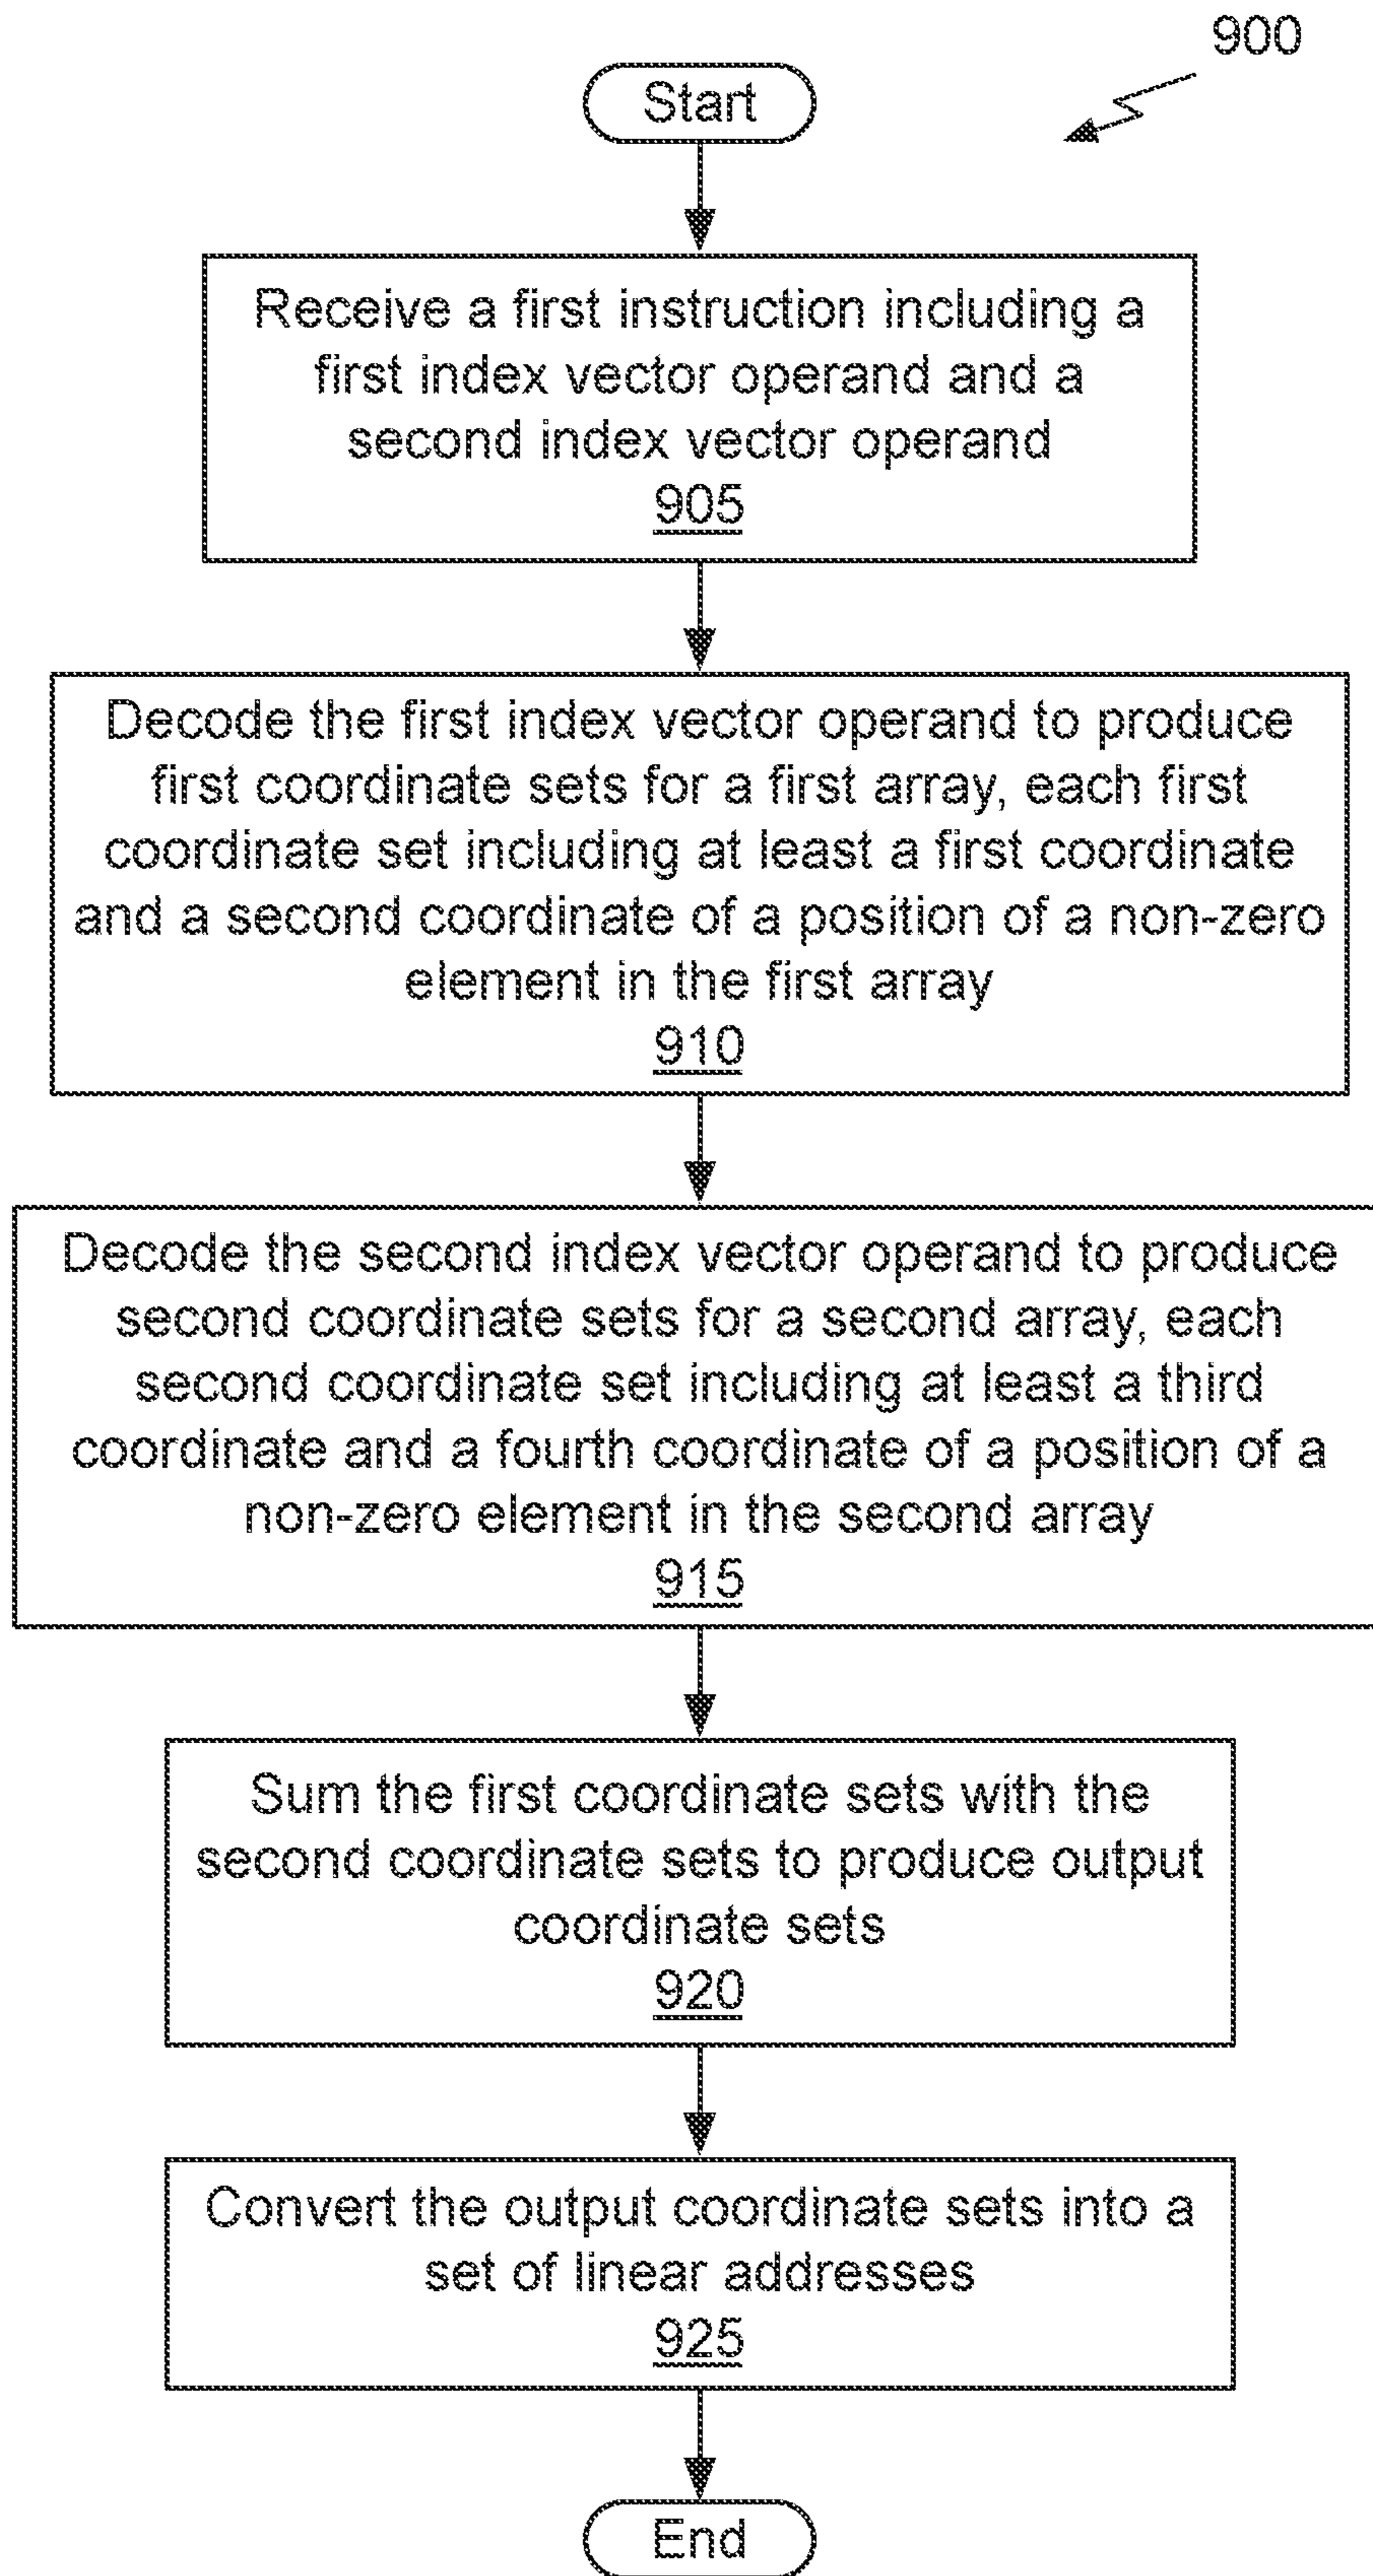 900
Start
Receive a first instruction including a
first index vector operand and a
second index vector operand
905
Decode the first index vector operand to produce
first coordinate sets for a first array, each first
coordinate set including at least a first coordinate
and a second coordinate of a position of a non-zero
element in the first array
910
Decode the second index vector operand to produce
second coordinate sets for a second array, each
second coordinate set including at least a third
coordinate and a fourth coordinate of a position of a
non-zero element in the second array
915
Sum the first coordinate sets with the
second coordinate sets to produce output
coordinate sets
920
Convert the output coordinate sets into a
set of linear addresses
925
End